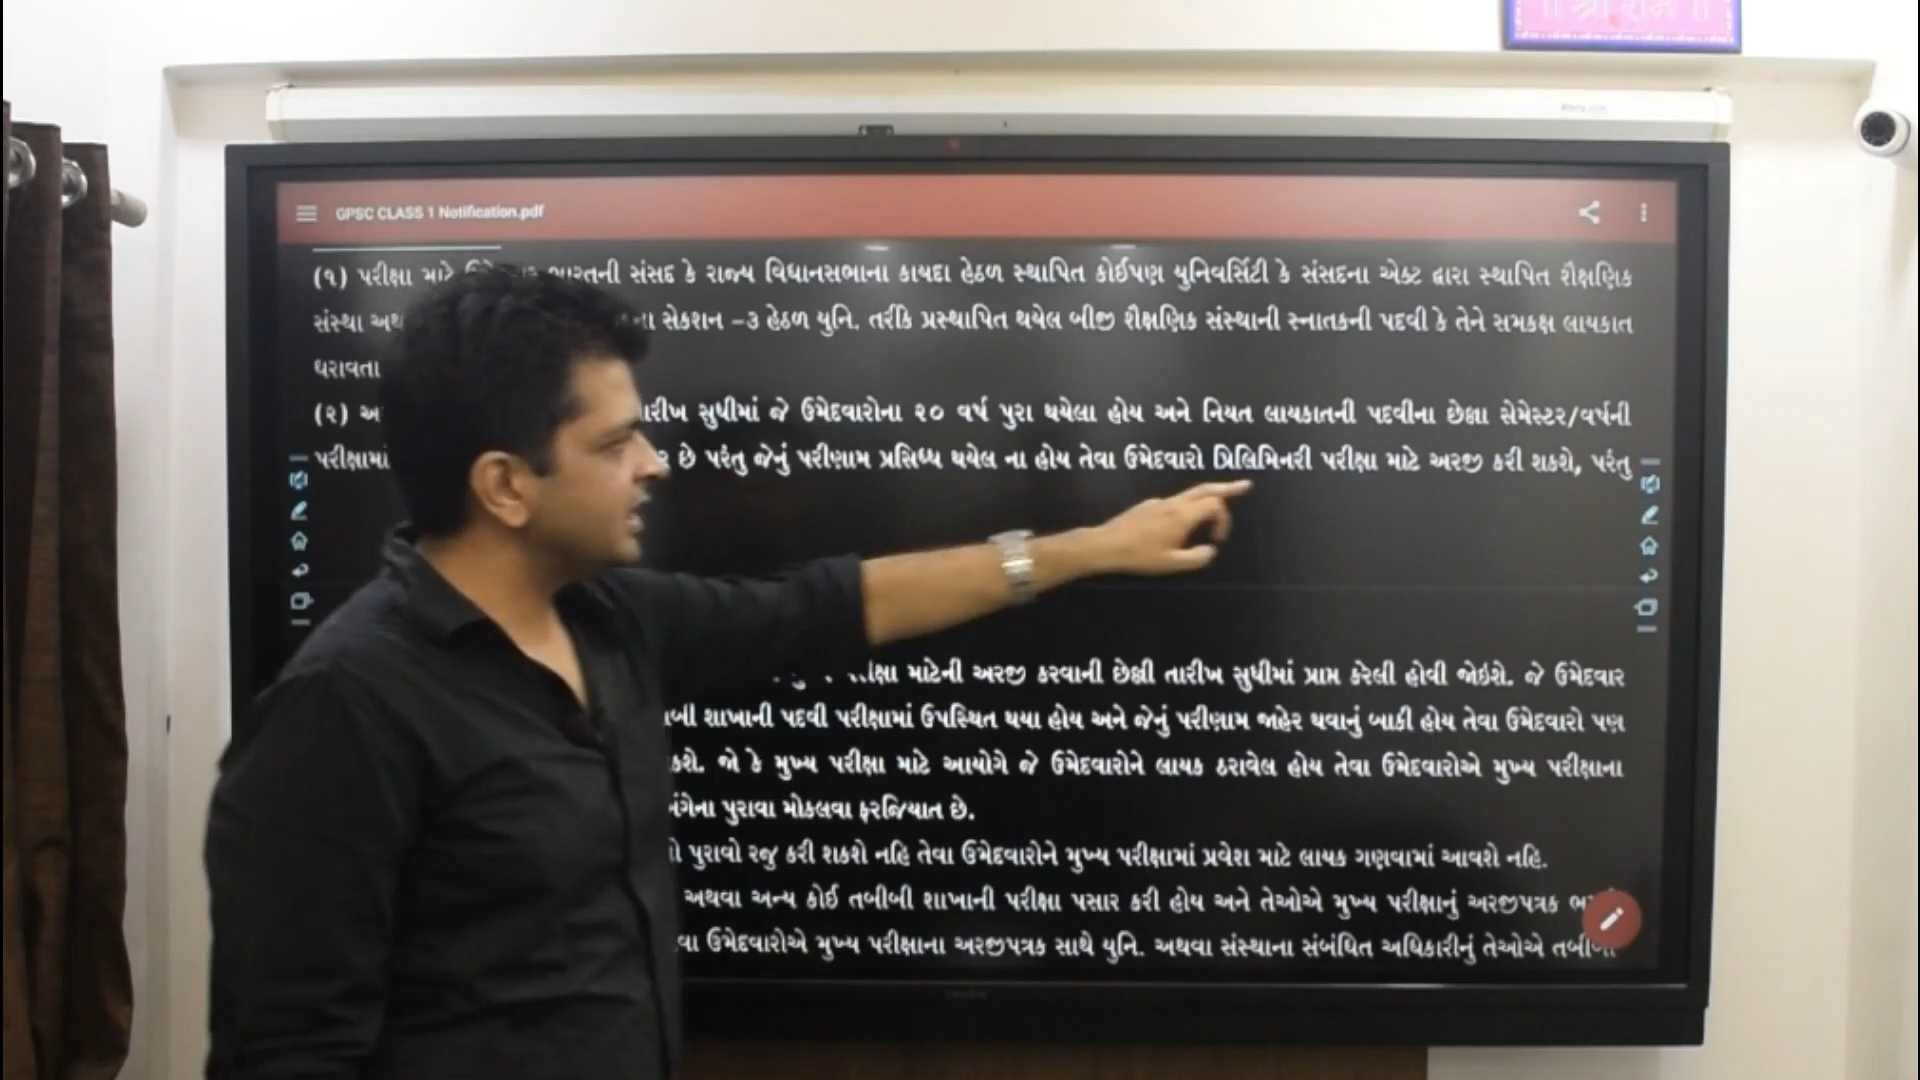 ॥ શ્રી રામ ॥
GPSC CLASS 1 Notification.pdf
(૧) પરીક્ષા માટે ભારતની સંસદ કે રાજ્ય વિધાનસભાના કાયદા હેઠળ સ્થાપિત કોઈપણ યુનિવર્સિટી કે સંસદના એક્ટ દ્વારા સ્થાપિત શૈક્ષણિક
સંસ્થા સેકશન –૩ હેઠળ યુનિ. તરીકે પ્રસ્થાપિત થયેલ બીજી શૈક્ષણિક સંસ્થાની સ્નાતકની પદવી કે તેને સમકક્ષ લાયકાત
ધરાવતા
(૨) સુધીમાં જે ઉમેદવારોના ૨૦ વર્ષ પુરા થયેલા હોય અને નિયત લાયકાતની પદવીના છેલ્લા સેમેસ્ટર/વર્ષની
પરીક્ષામાં છે પરંતુ જેનું પરીણામ પ્રસિધ્ધ થયેલ ના હોય તેવા ઉમેદવારો પ્રિલિમિનરી પરીક્ષા માટે અરજી કરી શકશે, પરંતુ
માટેની અરજી કરવાની છેલ્લી તારીખ સુધીમાં પ્રાપ્ત કરેલી હોવી જોઇશે. જે ઉમેદવાર
શાખાની પદવી પરીક્ષામાં ઉપસ્થિત થયા હોય અને જેનું પરીણામ જાહેર થવાનું બાકી હોય તેવા ઉમેદવારો પણ
જો કે મુખ્ય પરીક્ષા માટે આયોગે જે ઉમેદવારોને લાયક ઠરાવેલ હોય તેવા ઉમેદવારોએ મુખ્ય પરીક્ષાના
પુરાવા મોકલવા ફરજિયાત છે.
પુરાવો રજુ કરી શકશે નહિ તેવા ઉમેદવારોને મુખ્ય પરીક્ષામાં પ્રવેશ માટે લાયક ગણવામાં આવશે નહિ.
અથવા અન્ય કોઈ તબીબી શાખાની પરીક્ષા પસાર કરી હોય અને તેઓએ મુખ્ય પરીક્ષાનું અરજીપત્રક
ઉમેદવારોએ મુખ્ય પરીક્ષાના અરજીપત્રક સાથે યુનિ. અથવા સંસ્થાના સંબંધિત અધિકારીનું તેઓએ